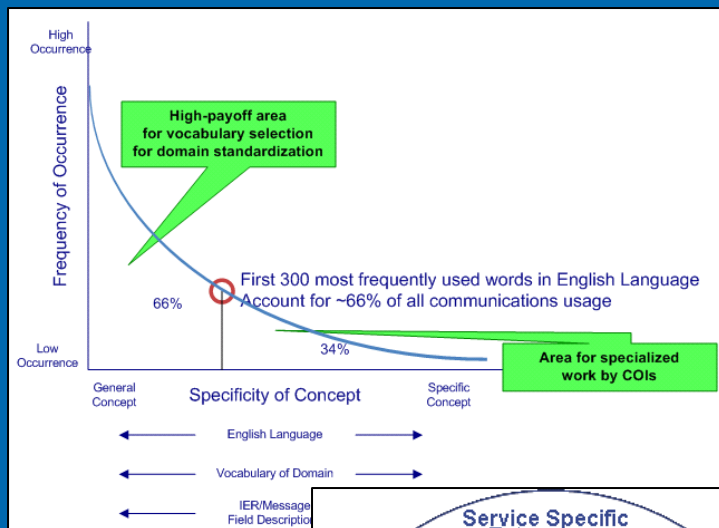 High
Occurrence
High-payoff area
for vocabulary selection
for domain standardization
Frequency of Occurrence
First 300 most frequently used words in English Language
Account for ~66% of all communications usage
66%
34%
Low
Occurrence
Area for specialized
work by COIs
General
Concept
Specificity of Concept
Specific
Concept
English Language
Vocabulary of Domain
IER/Message
Field Description
Service Specific